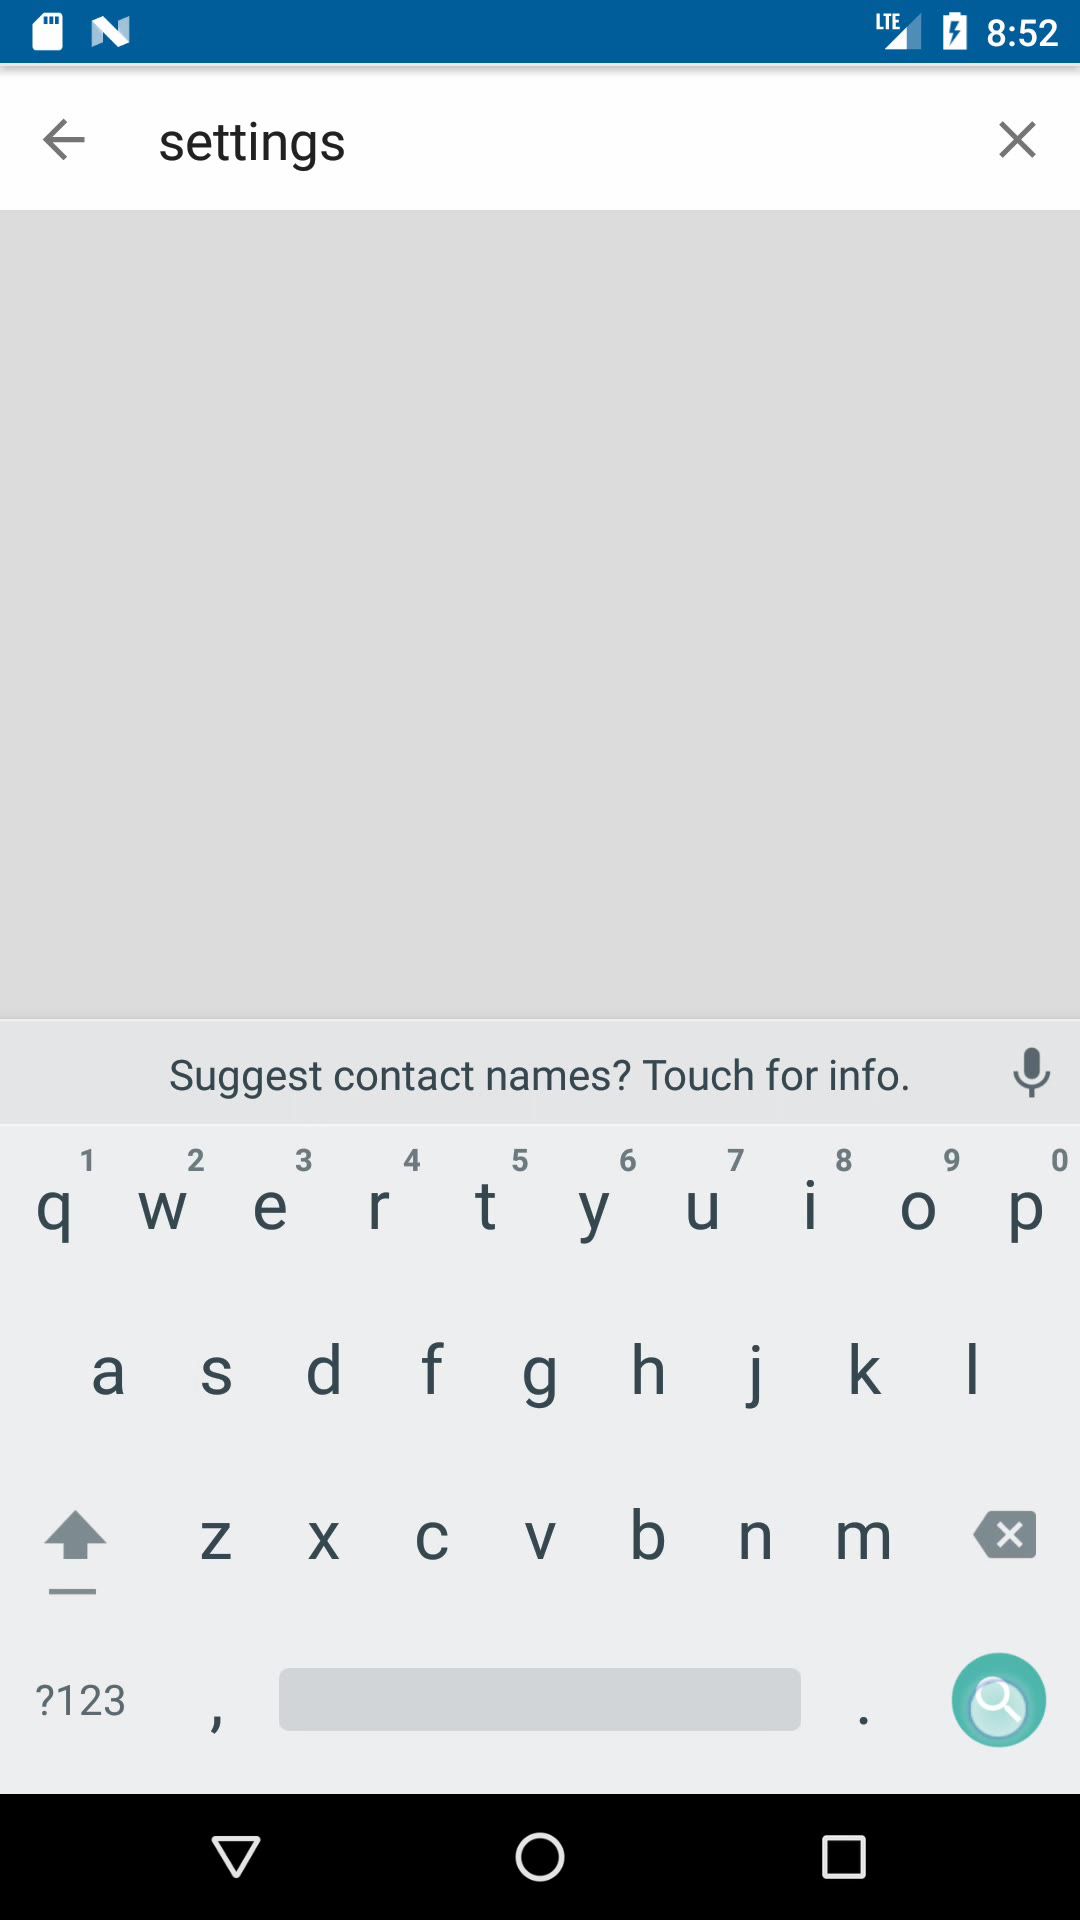 LTE 8:52
settings
Suggest contact names? Touch for info.
1 2 3 4 5 6 7 8 9 0
q w e r t y u i o p
a s d f g h j k l
z x c v b n m
?123 , .